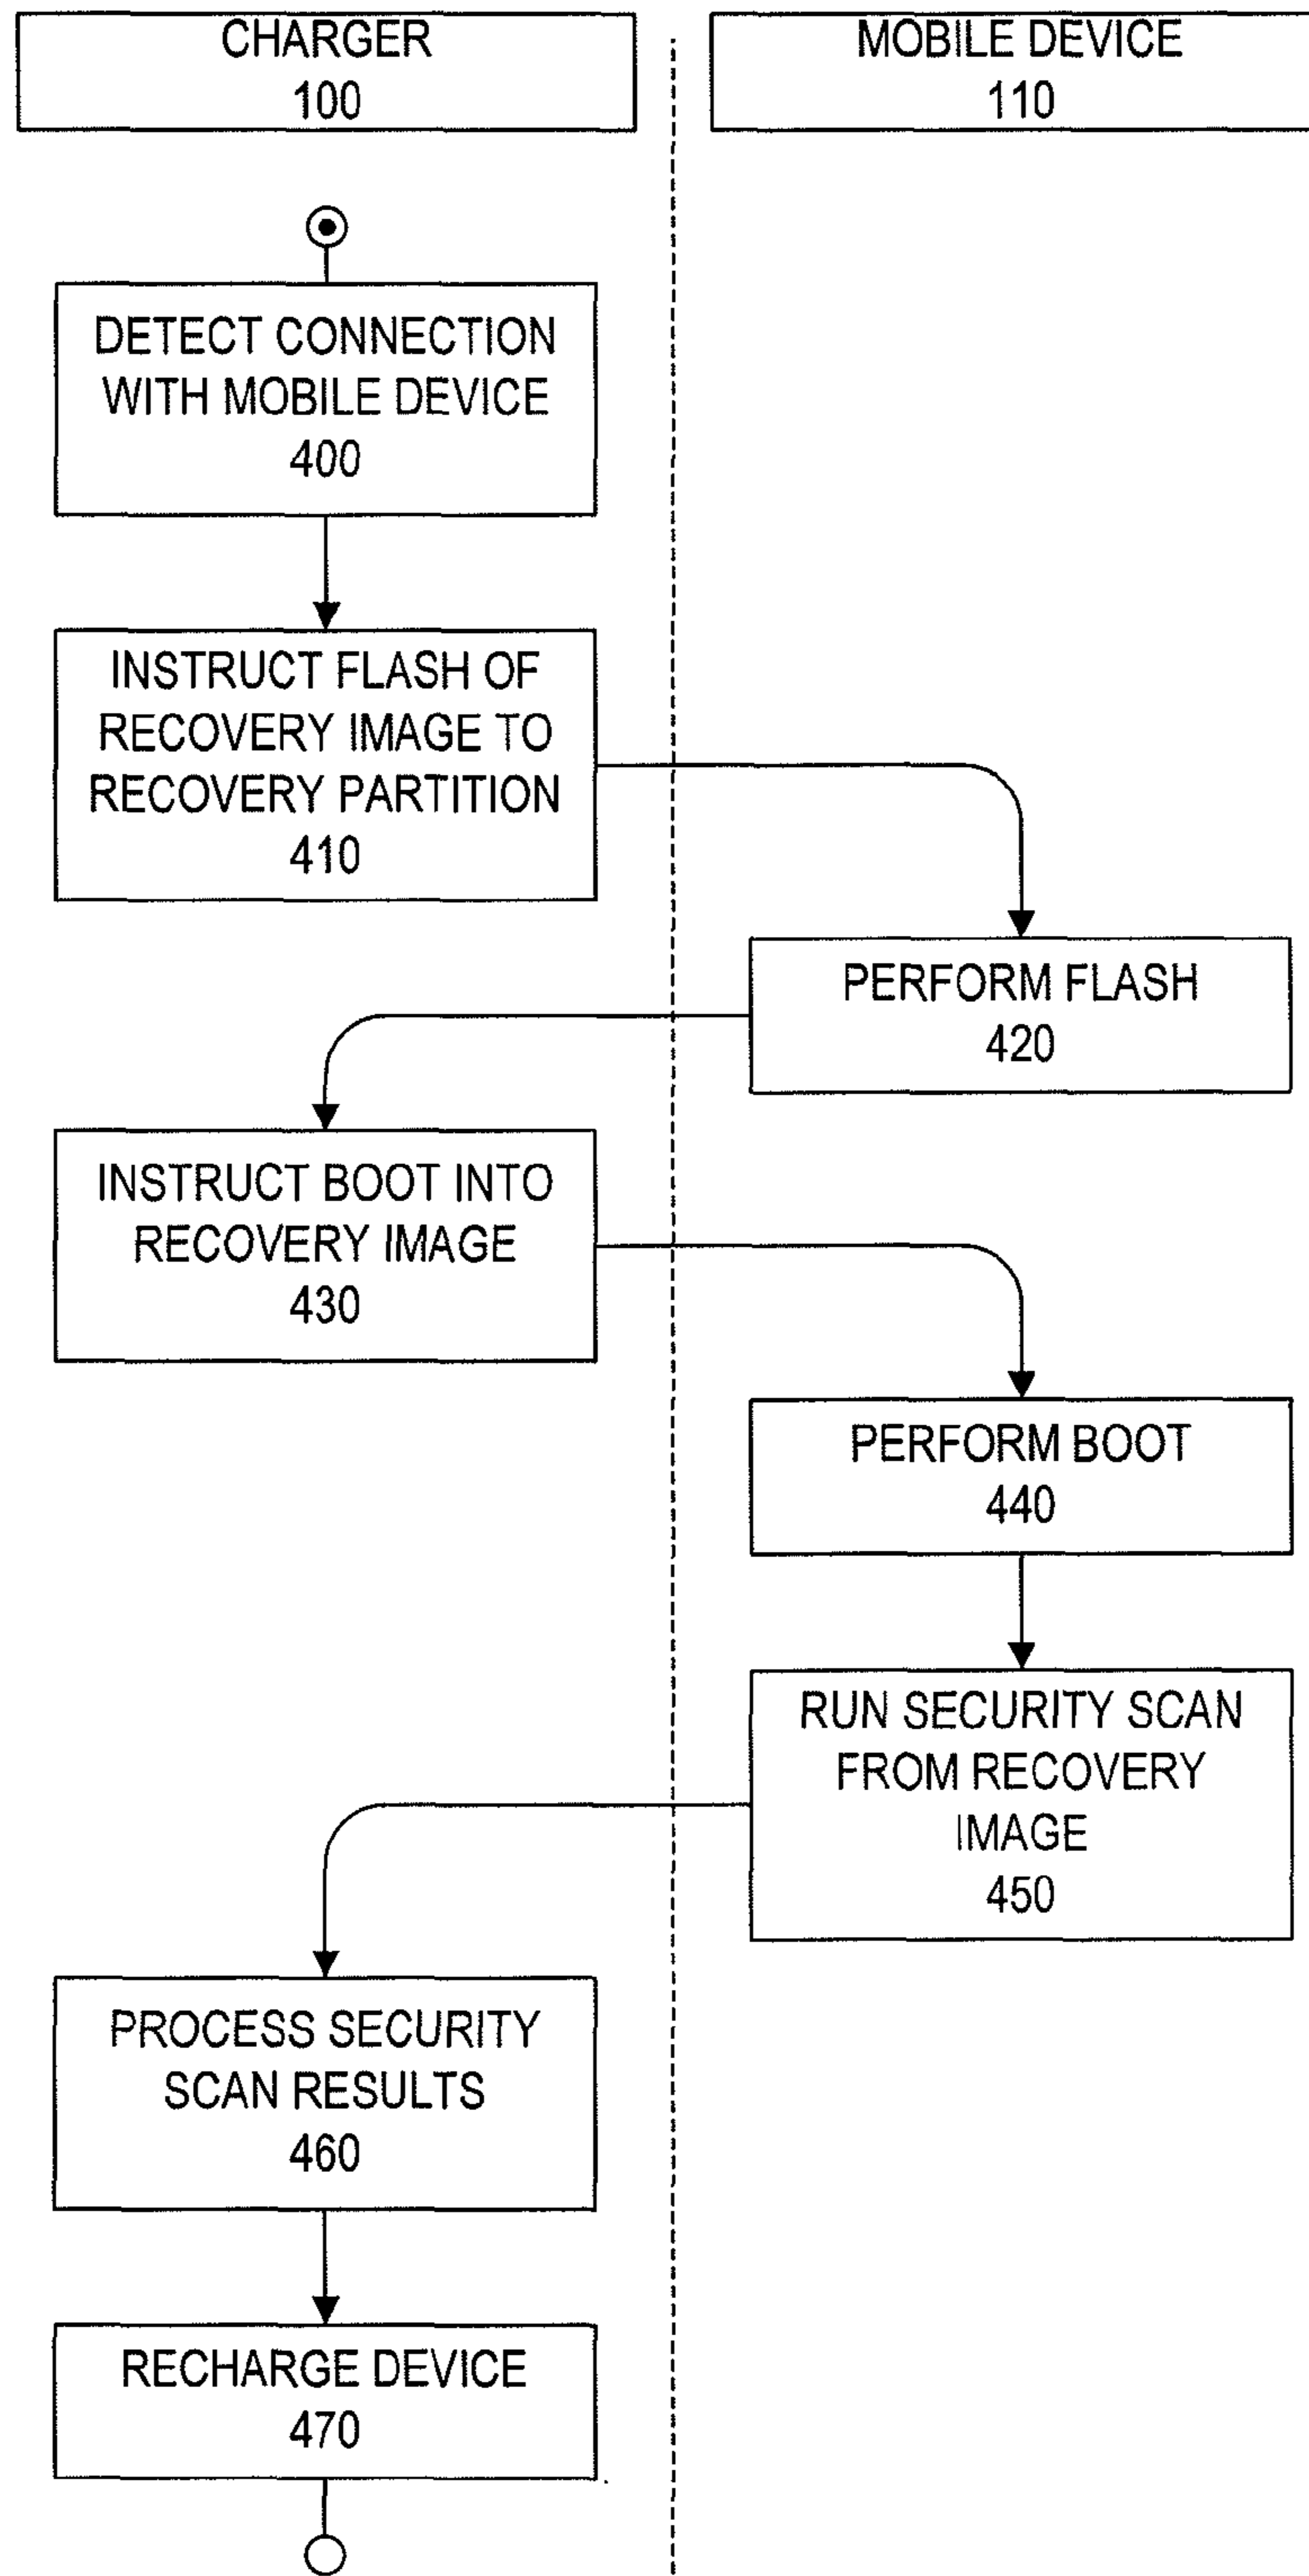 CHARGER
100
MOBILE DEVICE
110
DETECT CONNECTION
WITH MOBILE DEVICE
400
INSTRUCT FLASH OF
RECOVERY IMAGE TO
RECOVERY PARTITION
410
PERFORM FLASH
420
INSTRUCT BOOT INTO
RECOVERY IMAGE
430
PERFORM BOOT
440
RUN SECURITY SCAN
FROM RECOVERY
IMAGE
450
PROCESS SECURITY
SCAN RESULTS
460
RECHARGE DEVICE
470